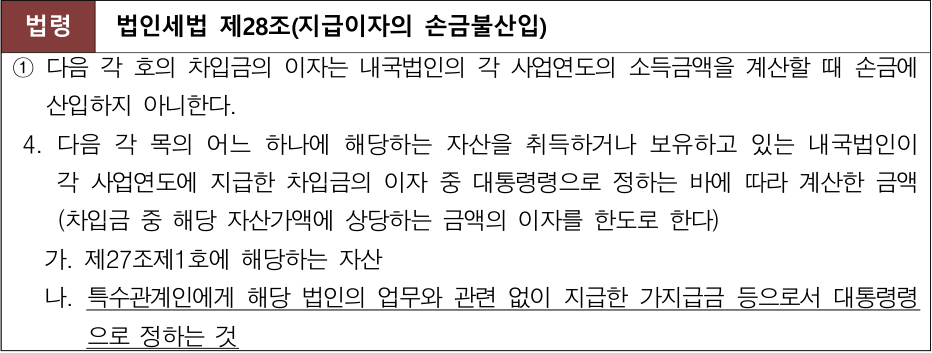 법령 법인세법 제28조(지급이자의 손금불산입)
① 다음 각 호의 차입금의 이자는 내국법인의 각 사업연도의 소득금액을 계산할 때 손금에
산입하지 아니한다.
4. 다음 각 목의 어느 하나에 해당하는 자산을 취득하거나 보유하고 있는 내국법인이
각 사업연도에 지급한 차입금의 이자 중 대통령령으로 정하는 바에 따라 계산한 금액
(차입금 중 해당 자산가액에 상당하는 금액의 이자를 한도로 한다)
가. 제27조제1호에 해당하는 자산
나. 특수관계인에게 해당 법인의 업무와 관련 없이 지급한 가지급금 등으로서 대통령령
으로 정하는 것